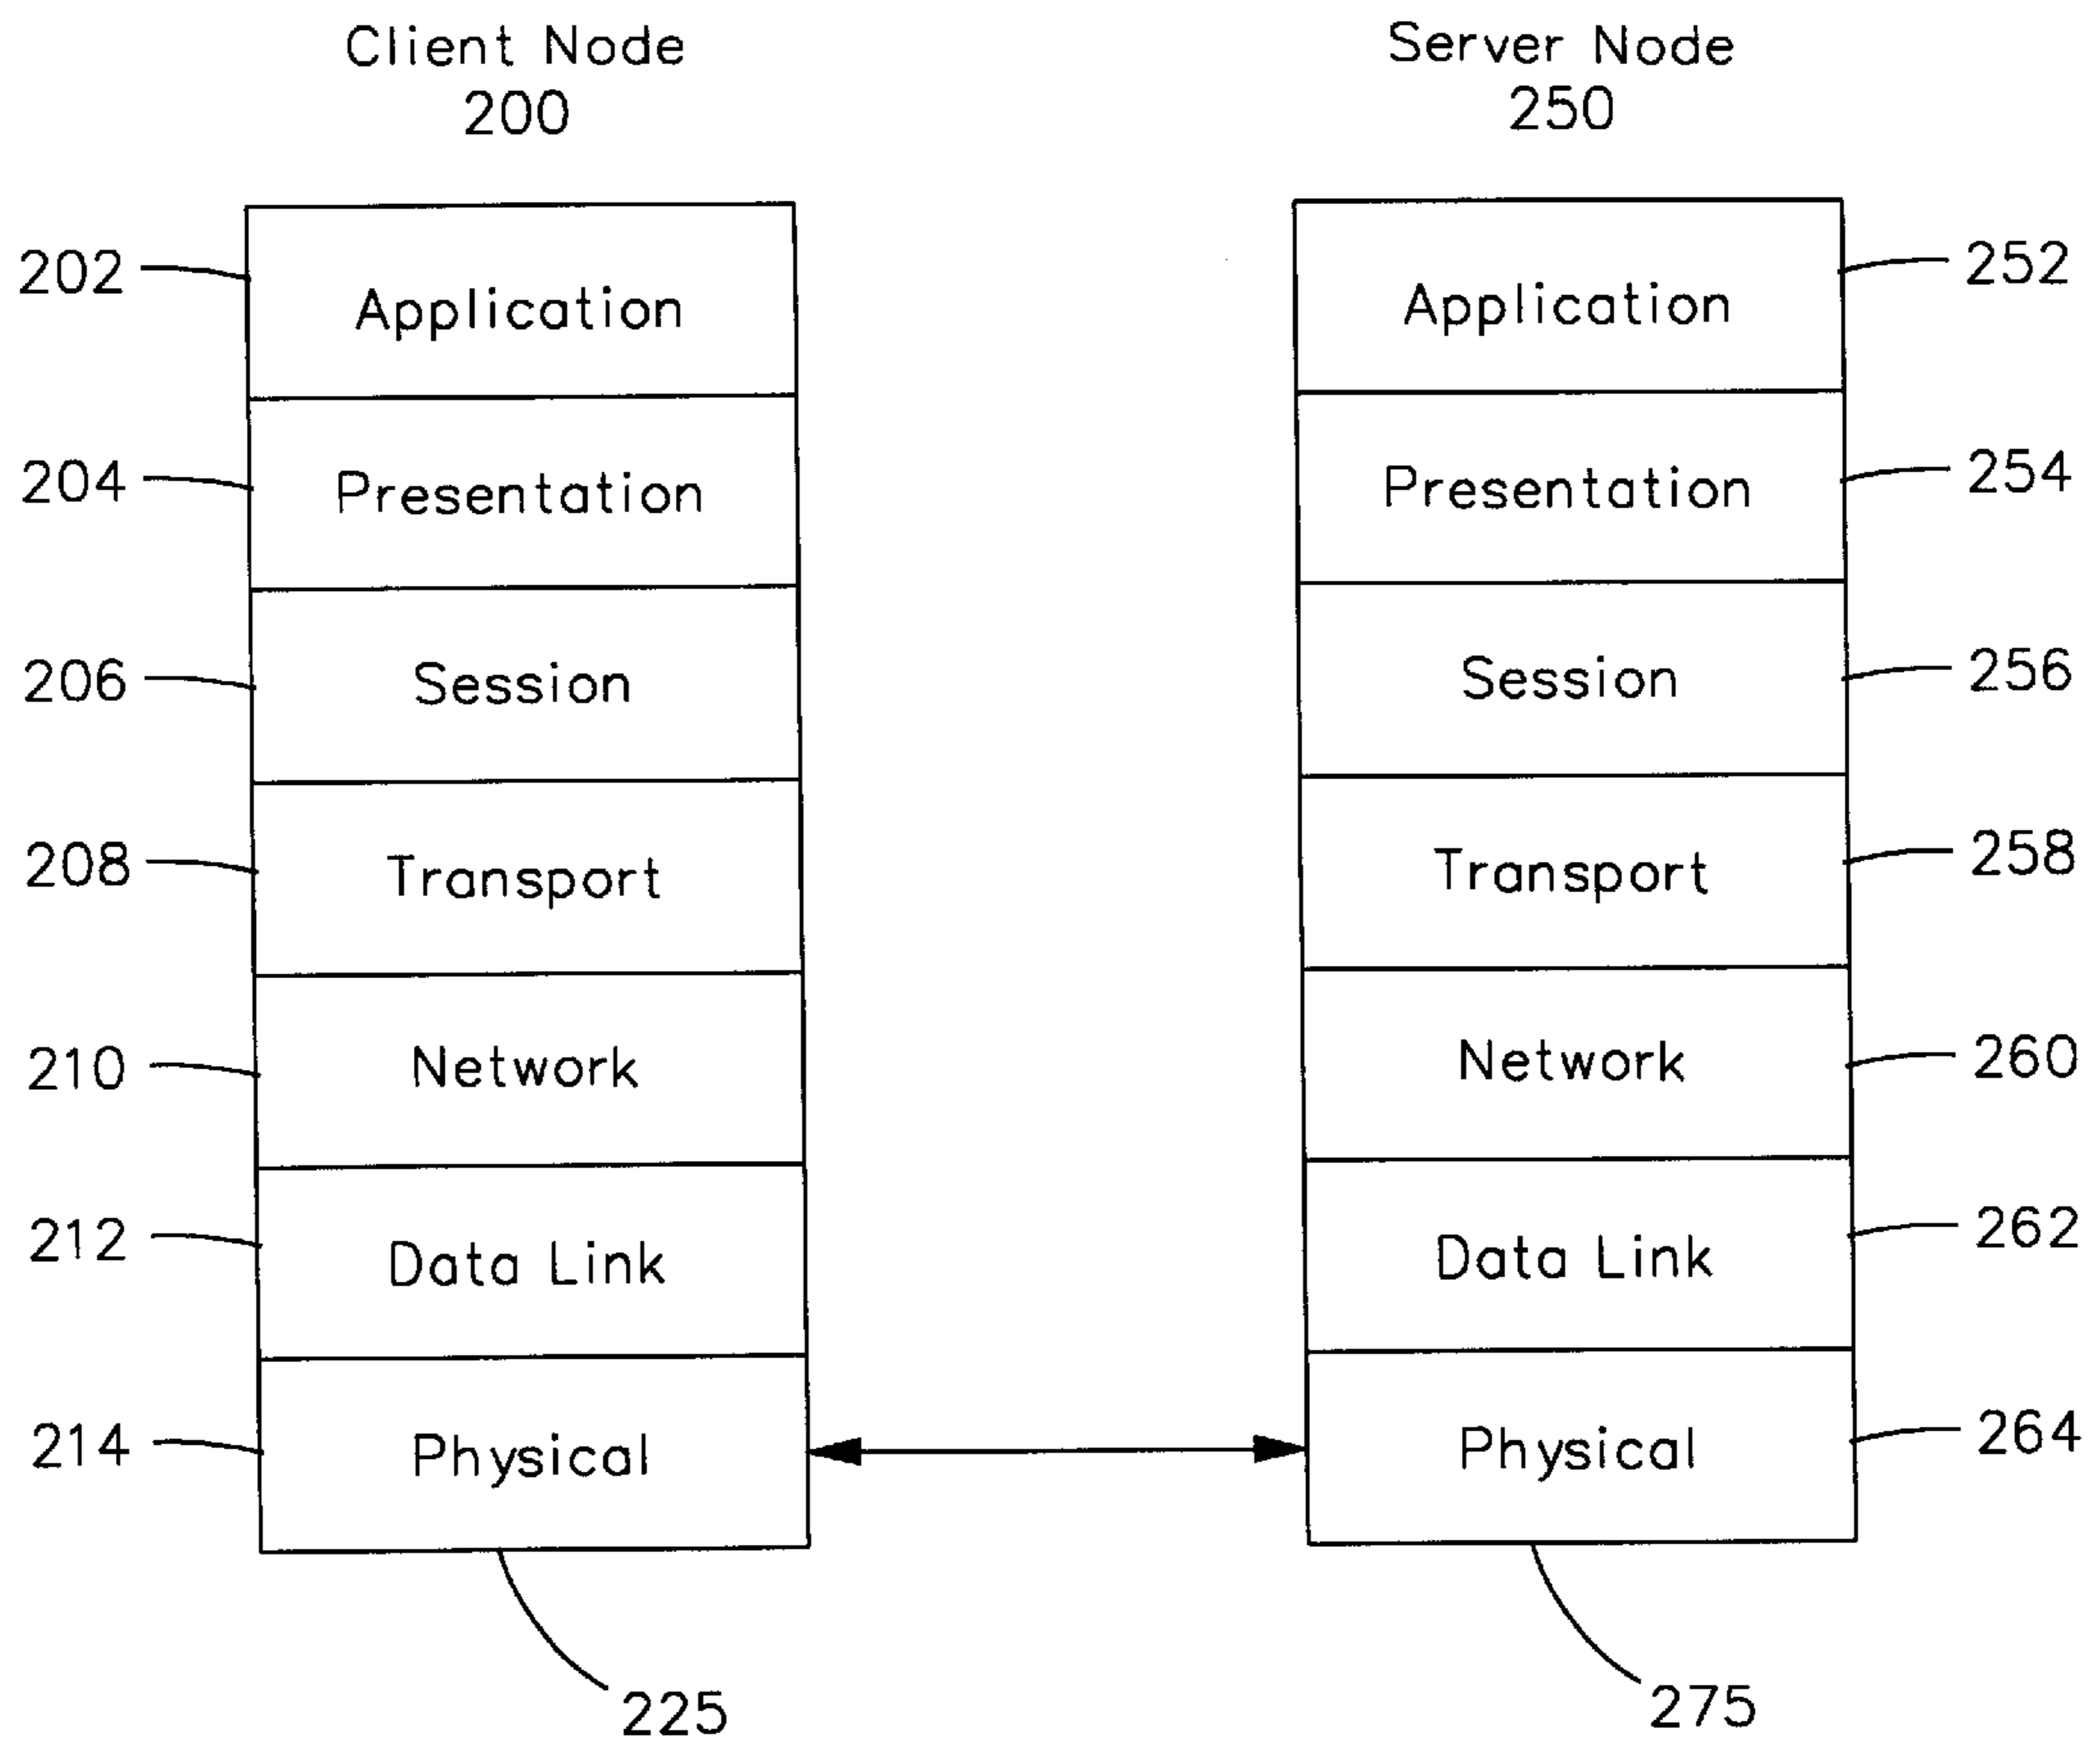 Client Node
200
Server Node
250
202
Application
Application
252
204
Presentation
Presentation
254
206
Session
Session
256
208
Transport
Transport
258
210
Network
Network
260
212
Data Link
Data Link
262
214
Physical
Physical
264
225
275